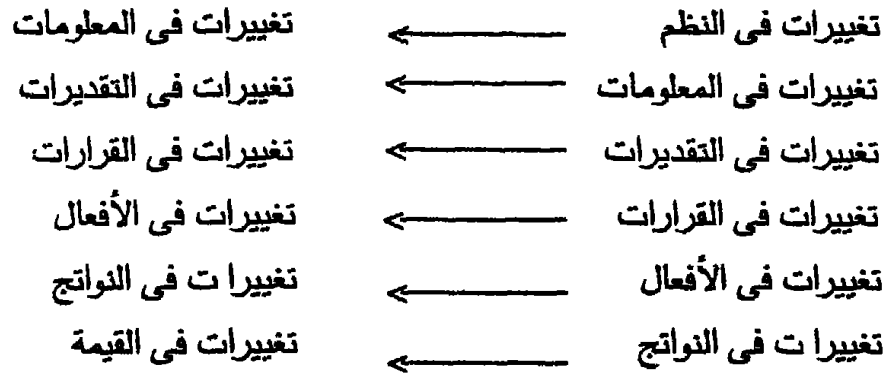 تغييرات فى النظم ← تغييرات فى المعلومات
تغييرات فى المعلومات ← تغييرات فى التقديرات
تغييرات فى التقديرات ← تغييرات فى القرارات
تغييرات فى القرارات ← تغييرات فى الأفعال
تغييرات فى الأفعال ← تغييرا ت فى النواتج
تغييرا ت فى النواتج ← تغييرات فى القيمة